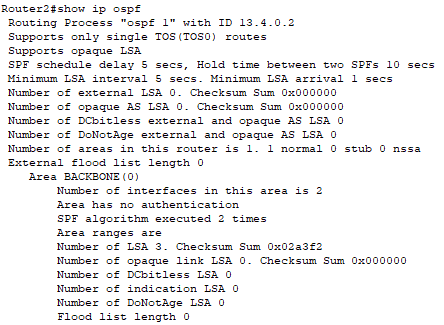 Router2#show ip ospf
Routing Process "ospf 1" with ID 13.4.0.2
Supports only single TOS(TOS0) routes
Supports opaque LSA
SPF schedule delay 5 secs, Hold time between two SPFs 10 secs
Minimum LSA interval 5 secs. Minimum LSA arrival 1 secs
Number of external LSA 0. Checksum Sum 0x000000
Number of opaque AS LSA 0. Checksum Sum 0x000000
Number of DCbitless external and opaque AS LSA 0
Number of DoNotAge external and opaque AS LSA 0
Number of areas in this router is 1. 1 normal 0 stub 0 nssa
External flood list length 0
Area BACKBONE(0)
Number of interfaces in this area is 2
Area has no authentication
SPF algorithm executed 2 times
Area ranges are
Number of LSA 3. Checksum Sum 0x02a3f2
Number of opaque link LSA 0. Checksum Sum 0x000000
Number of DCbitless LSA 0
Number of indication LSA 0
Number of DoNotAge LSA 0
Flood list length 0